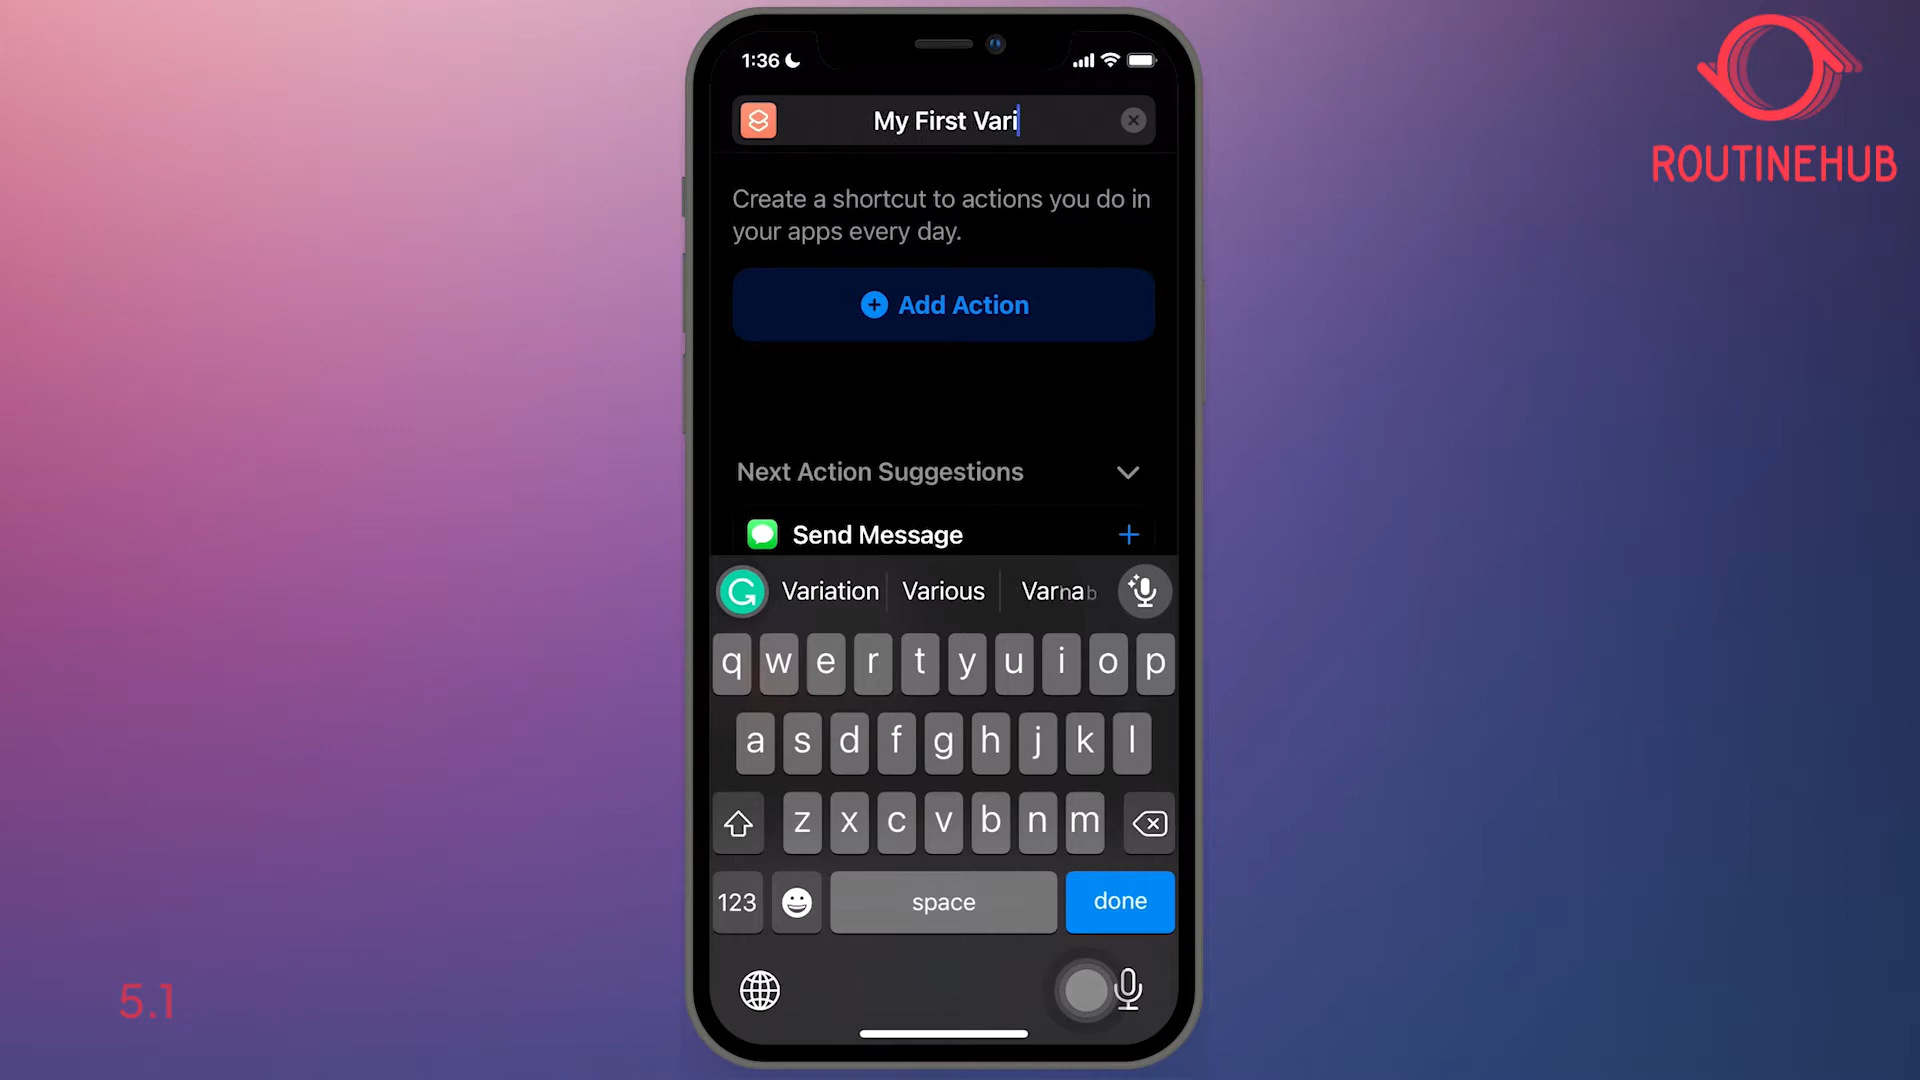 1:36
My First Vari
ROUTINEHUB
Create a shortcut to actions you do in
your apps every day.
Add Action
Next Action Suggestions
Send Message
Variation Various Varnab
q w e r t y u i o p
a s d f g h j k l
z x c v b n m
123 space done
5.1